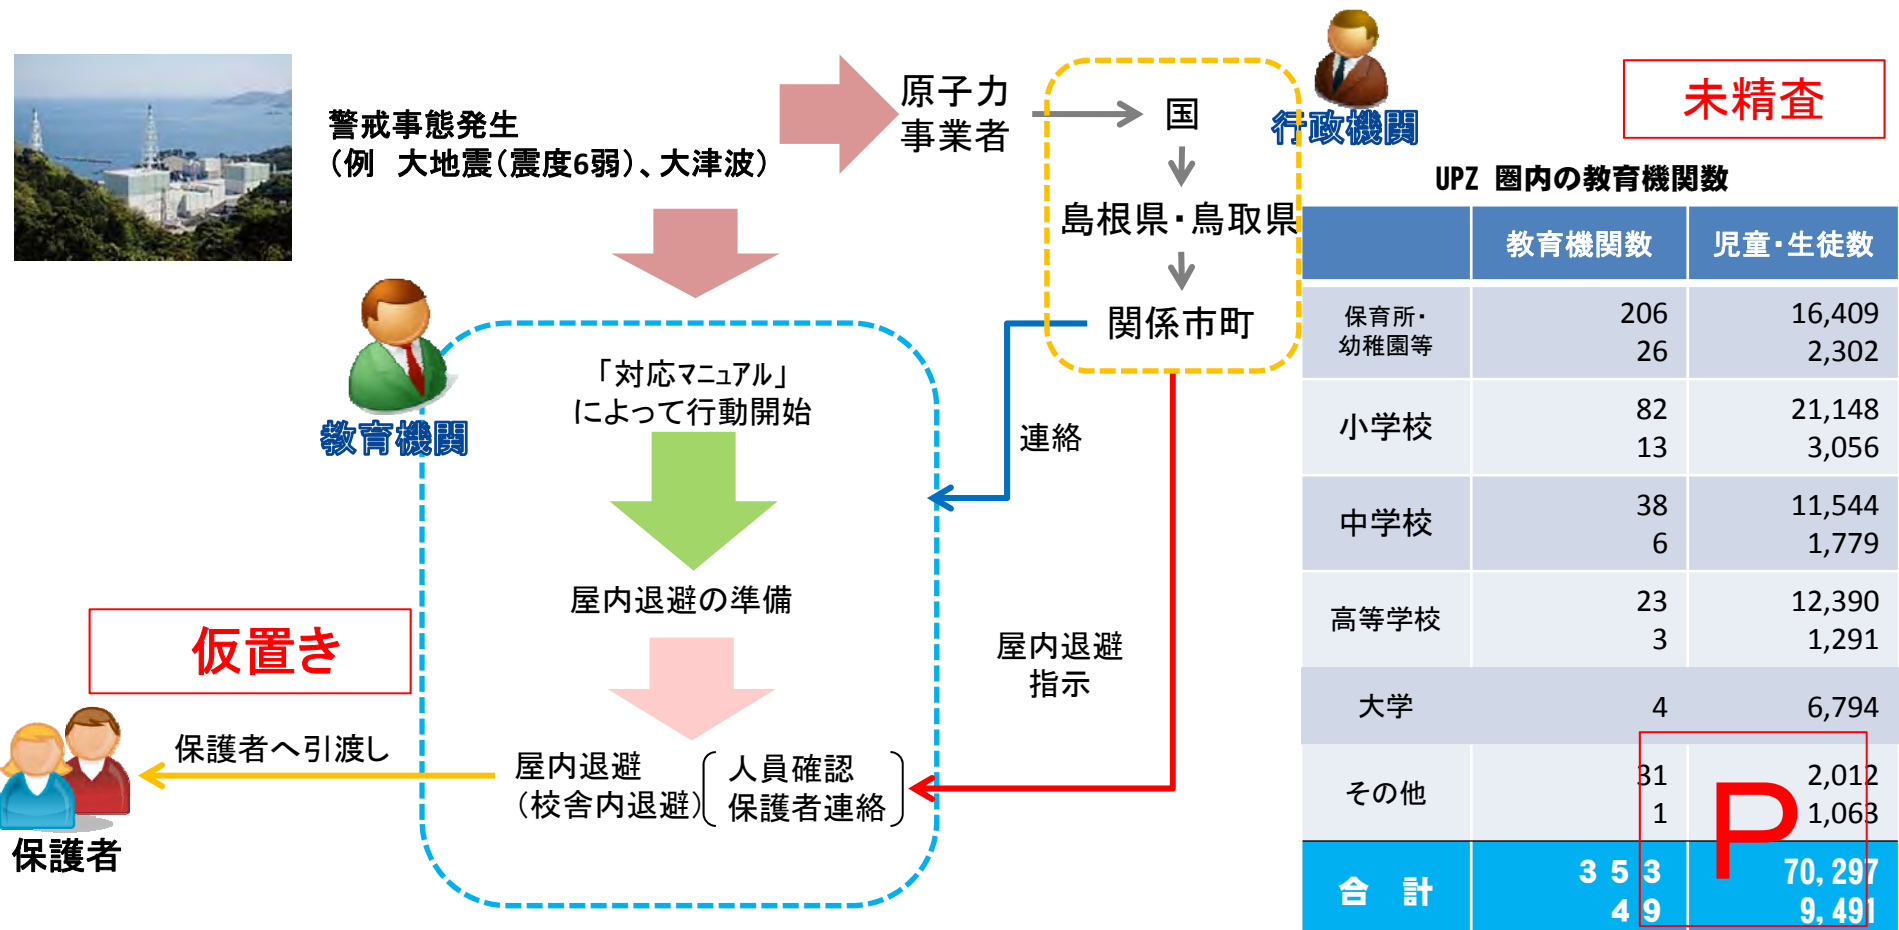 警戒事態発生
（例　大地震（震度6弱）、大津波）
原子力
事業者
国
島根県・鳥取県
関係市町
行政機関
未精査
教育機関
「対応マニュアル」
によって行動開始
屋内退避の準備
屋内退避
（校舎内退避）
人員確認
保護者連絡
連絡
屋内退避
指示
仮置き
保護者へ引渡し
保護者
UPZ 圏内の教育機関数
教育機関数 児童・生徒数
保育所・ 206 16,409
幼稚園等 26 2,302
小学校 82 21,148
13 3,056
中学校 38 11,544
6 1,779
高等学校 23 12,390
3 1,291
大学 4 6,794
その他 31 2,012
1 1,063
合　計 ３５３ 70,297
４９ 9,491
P